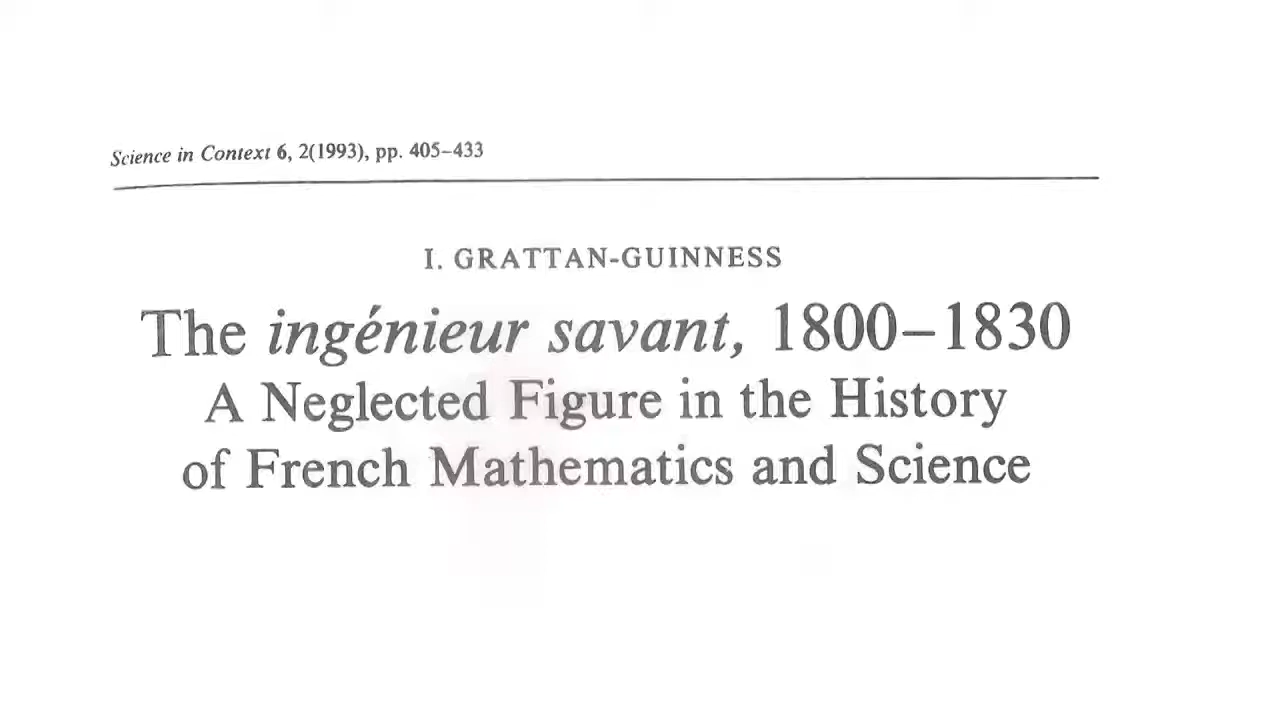 Science in Context 6, 2(1993), pp. 405–433
I. GRATTAN-GUINNESS
The ingénieur savant, 1800–1830
A Neglected Figure in the History
of French Mathematics and Science